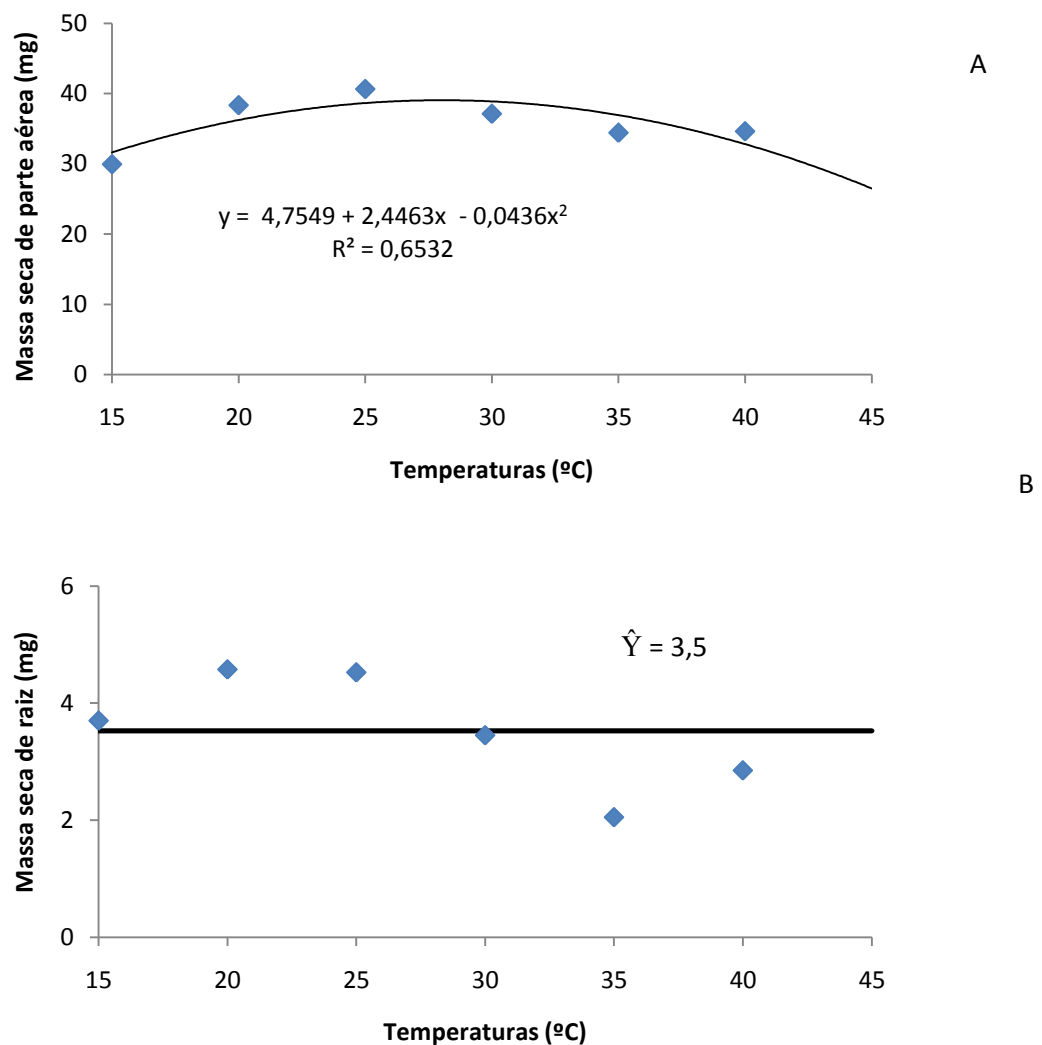 A
Massa seca de parte aérea (mg)
50
40
30
20
10
0
y = 4,7549 + 2,4463x - 0,0436x²
R² = 0,6532
15 20 25 30 35 40 45
Temperaturas (ºC)
B
Massa seca de raiz (mg)
6
4
2
0
Ŷ = 3,5
15 20 25 30 35 40 45
Temperaturas (ºC)